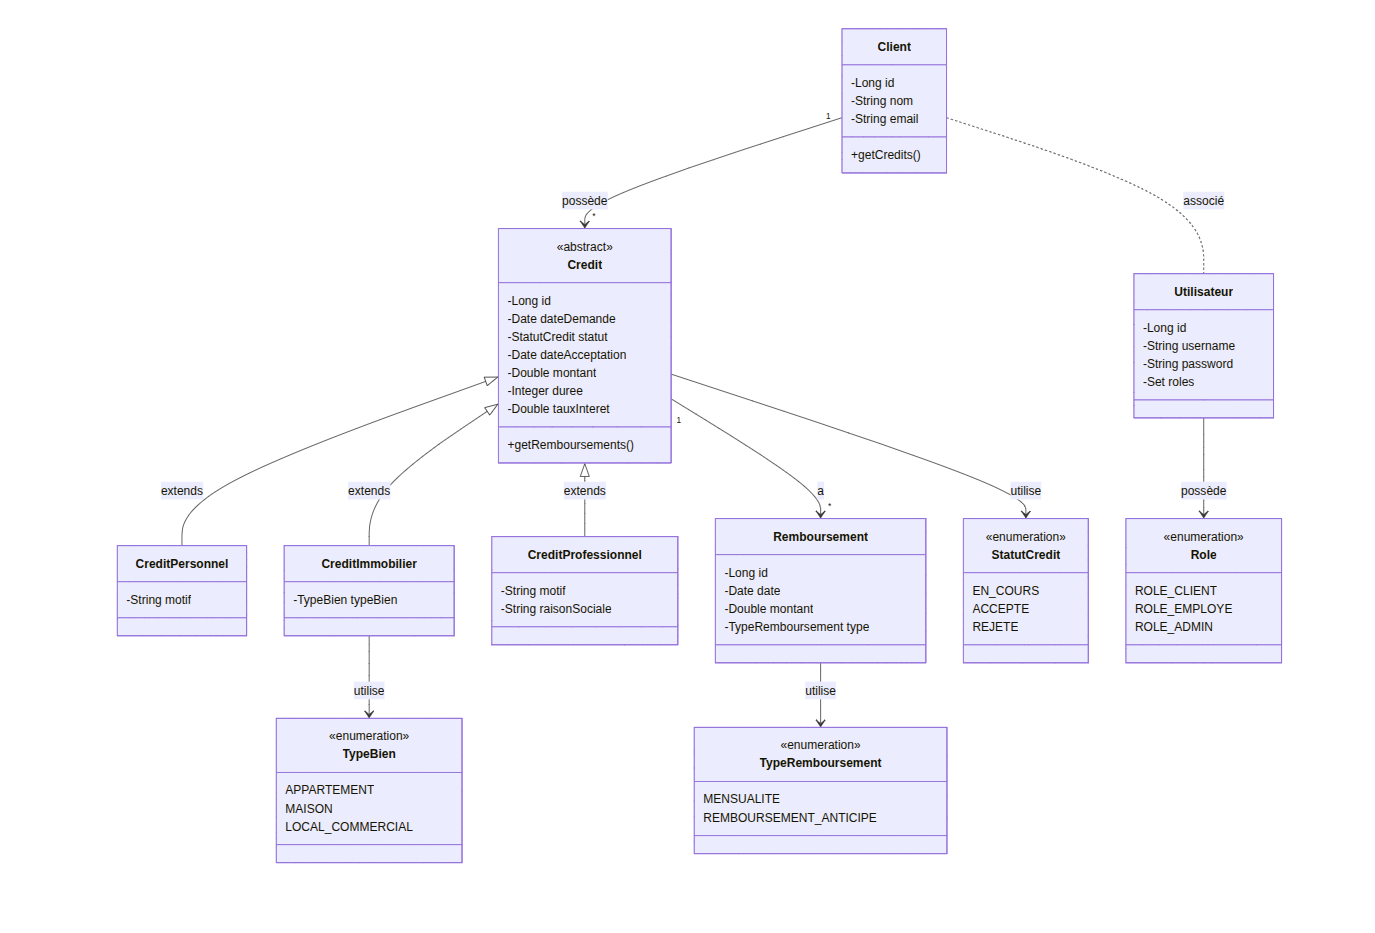 Client
-Long id
-String nom
-String email
+getCredits()
1
possède
*
associé
«abstract»
Credit
-Long id
-Date dateDemande
-StatutCredit statut
-Date dateAcceptation
-Double montant
-Integer duree
-Double tauxInteret
+getRemboursements()
Utilisateur
-Long id
-String username
-String password
-Set roles
1
extends
extends
extends
a
*
utilise
possède
CreditPersonnel
-String motif
CreditImmobilier
-TypeBien typeBien
CreditProfessionnel
-String motif
-String raisonSociale
Remboursement
-Long id
-Date date
-Double montant
-TypeRemboursement type
«enumeration»
StatutCredit
EN_COURS
ACCEPTE
REJETE
«enumeration»
Role
ROLE_CLIENT
ROLE_EMPLOYE
ROLE_ADMIN
utilise
utilise
«enumeration»
TypeBien
APPARTEMENT
MAISON
LOCAL_COMMERCIAL
«enumeration»
TypeRemboursement
MENSUALITE
REMBOURSEMENT_ANTICIPE